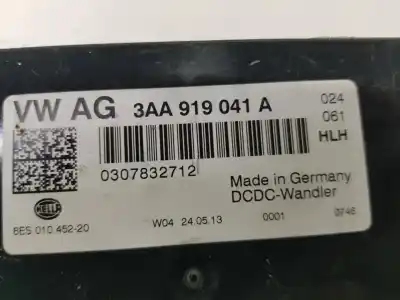 VW AG 3AA 919 041 A
024
061
HLH
0307832712
Made in Germany
DCDC-Wandler
HELLA
6ES 010 452-20
W04 24.05.13
0001
0746